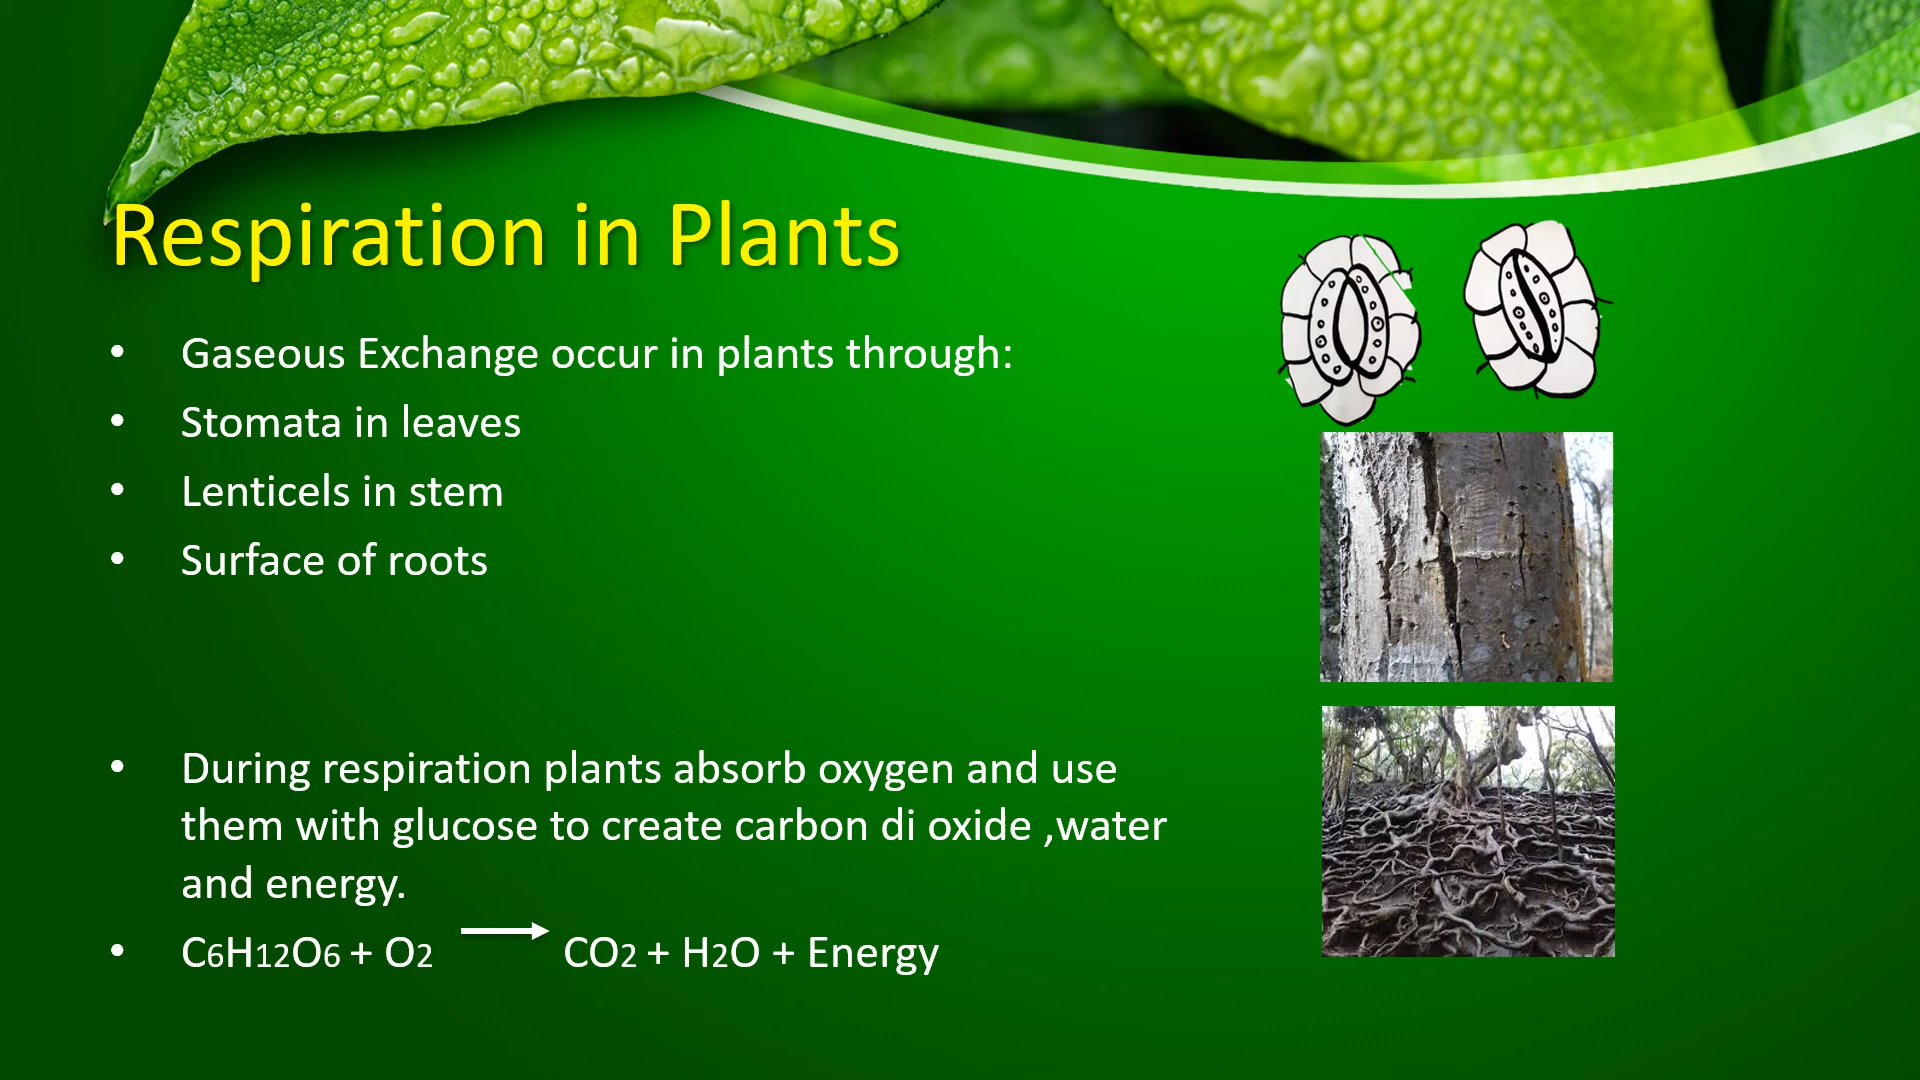 Respiration in Plants
• Gaseous Exchange occur in plants through:
• Stomata in leaves
• Lenticels in stem
• Surface of roots
• During respiration plants absorb oxygen and use
them with glucose to create carbon di oxide ,water
and energy.
• C6H12O6 + O2 ⟶ CO2 + H2O + Energy